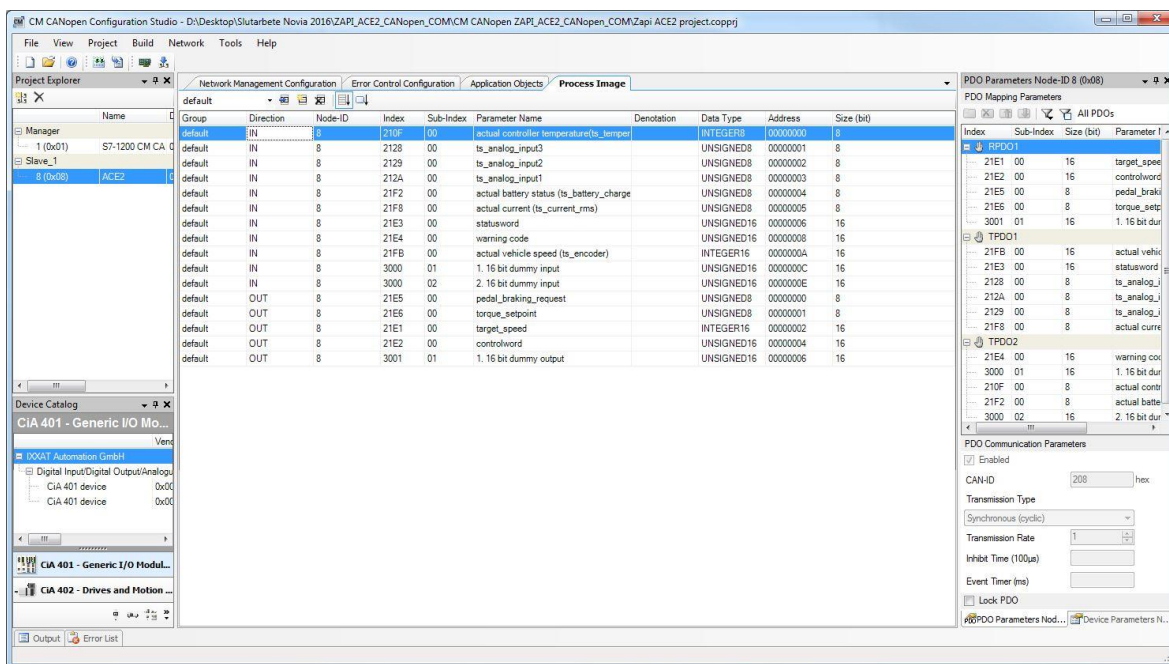 CM CANopen Configuration Studio - D:\Desktop\Slutarbete Novia 2016\ZAPI_ACE2_CANopen_COM\CM CANopen ZAPI_ACE2_CANopen_COM\Zapi ACE2 project.copprj
File View Project Build Network Tools Help
Project Explorer
Name
Manager
1 (0x01) S7-1200 CM CA
Slave_1
8 (0x08) ACE2
Device Catalog
CiA 401 - Generic I/O Mo...
Vend
IXXAT Automation GmbH
Digital Input/Digital Output/Analogu
CiA 401 device 0x00
CiA 401 device 0x00
CiA 401 - Generic I/O Modul...
CiA 402 - Drives and Motion ...
Output Error List
Network Management Configuration Error Control Configuration Application Objects Process Image
default
Group Direction Node-ID Index Sub-Index Parameter Name Denotation Data Type Address Size (bit)
default IN 8 210F 00 actual controller temperature(ts_temper INTEGER8 00000000 8
default IN 8 2128 00 ts_analog_input3 UNSIGNED8 00000001 8
default IN 8 2129 00 ts_analog_input2 UNSIGNED8 00000002 8
default IN 8 212A 00 ts_analog_input1 UNSIGNED8 00000003 8
default IN 8 21F2 00 actual battery status (ts_battery_charge UNSIGNED8 00000004 8
default IN 8 21F8 00 actual current (ts_current_rms) UNSIGNED8 00000005 8
default IN 8 21E3 00 statusword UNSIGNED16 00000006 16
default IN 8 21E4 00 warning code UNSIGNED16 00000008 16
default IN 8 21FB 00 actual vehicle speed (ts_encoder) INTEGER16 0000000A 16
default IN 8 3000 01 1. 16 bit dummy input UNSIGNED16 0000000C 16
default IN 8 3000 02 2. 16 bit dummy input UNSIGNED16 0000000E 16
default OUT 8 21E5 00 pedal_braking_request UNSIGNED8 00000000 8
default OUT 8 21E6 00 torque_setpoint UNSIGNED8 00000001 8
default OUT 8 21E1 00 target_speed INTEGER16 00000002 16
default OUT 8 21E2 00 controlword UNSIGNED16 00000004 16
default OUT 8 3001 01 1. 16 bit dummy output UNSIGNED16 00000006 16
PDO Parameters Node-ID 8 (0x08)
PDO Mapping Parameters
All PDOs
Index Sub-Index Size (bit) Parameter
RPDO1
21E1 00 16 target_spee
21E2 00 16 controlword
21E5 00 8 pedal_braki
21E6 00 8 torque_setp
3001 01 16 1. 16 bit dur
TPDO1
21FB 00 16 actual vehic
21E3 00 16 statusword
2128 00 8 ts_analog_i
212A 00 8 ts_analog_i
2129 00 8 ts_analog_i
21F8 00 8 actual curre
TPDO2
21E4 00 16 warning cod
3000 01 16 1. 16 bit dur
210F 00 8 actual contr
21F2 00 8 actual batte
3000 02 16 2. 16 bit dur
PDO Communication Parameters
Enabled
CAN-ID 208 hex
Transmission Type
Synchronous (cyclic)
Transmission Rate 1
Inhibit Time (100µs)
Event Timer (ms)
Lock PDO
PDO Parameters Nod... Device Parameters N...